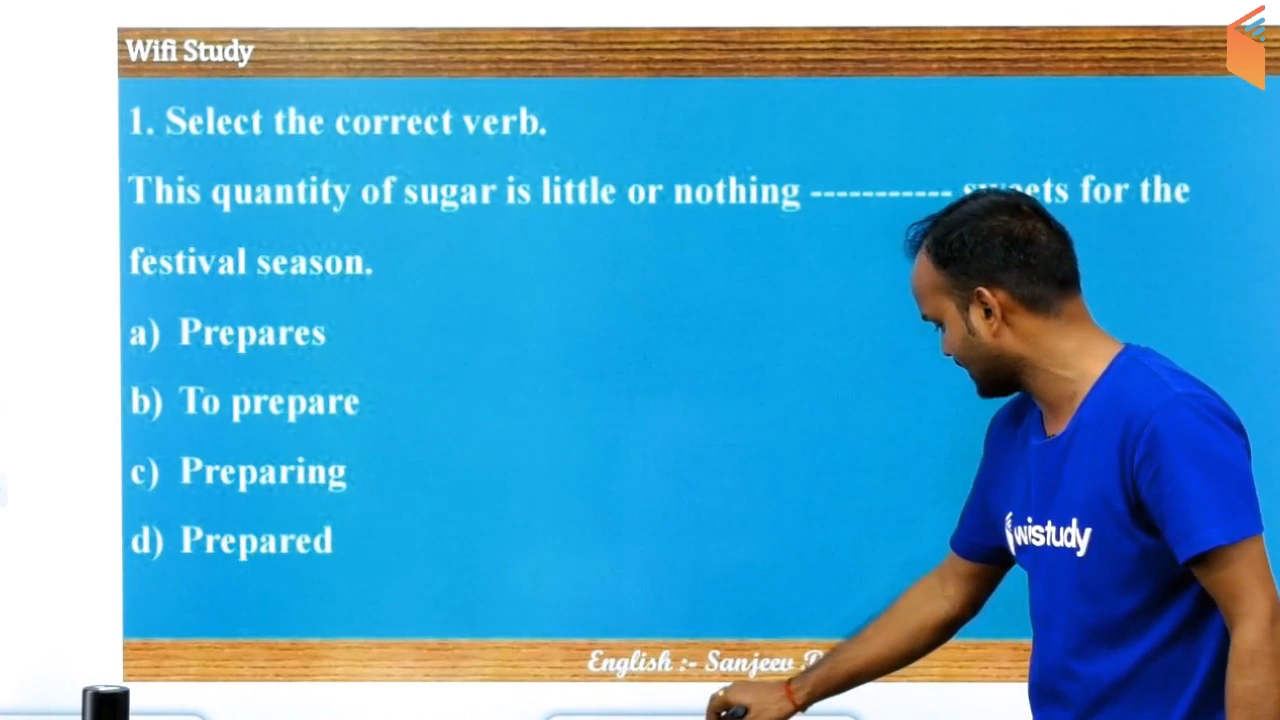 Wifi Study
1. Select the correct verb.
This quantity of sugar is little or nothing ----------- sweets for the
festival season.
a) Prepares
b) To prepare
c) Preparing
d) Prepared
wistudy
English :- Sanjeev